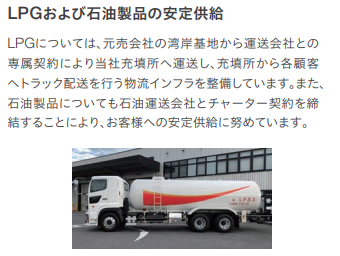 LPGおよび石油製品の安定供給
LPGについては、元売会社の湾岸基地から運送会社との
専属契約により当社充填所へ運送し、充填所から各顧客
へトラック配送を行う物流インフラを整備しています。また、
石油製品についても石油運送会社とチャーター契約を締
結することにより、お客様への安定供給に努めています。
LPガス